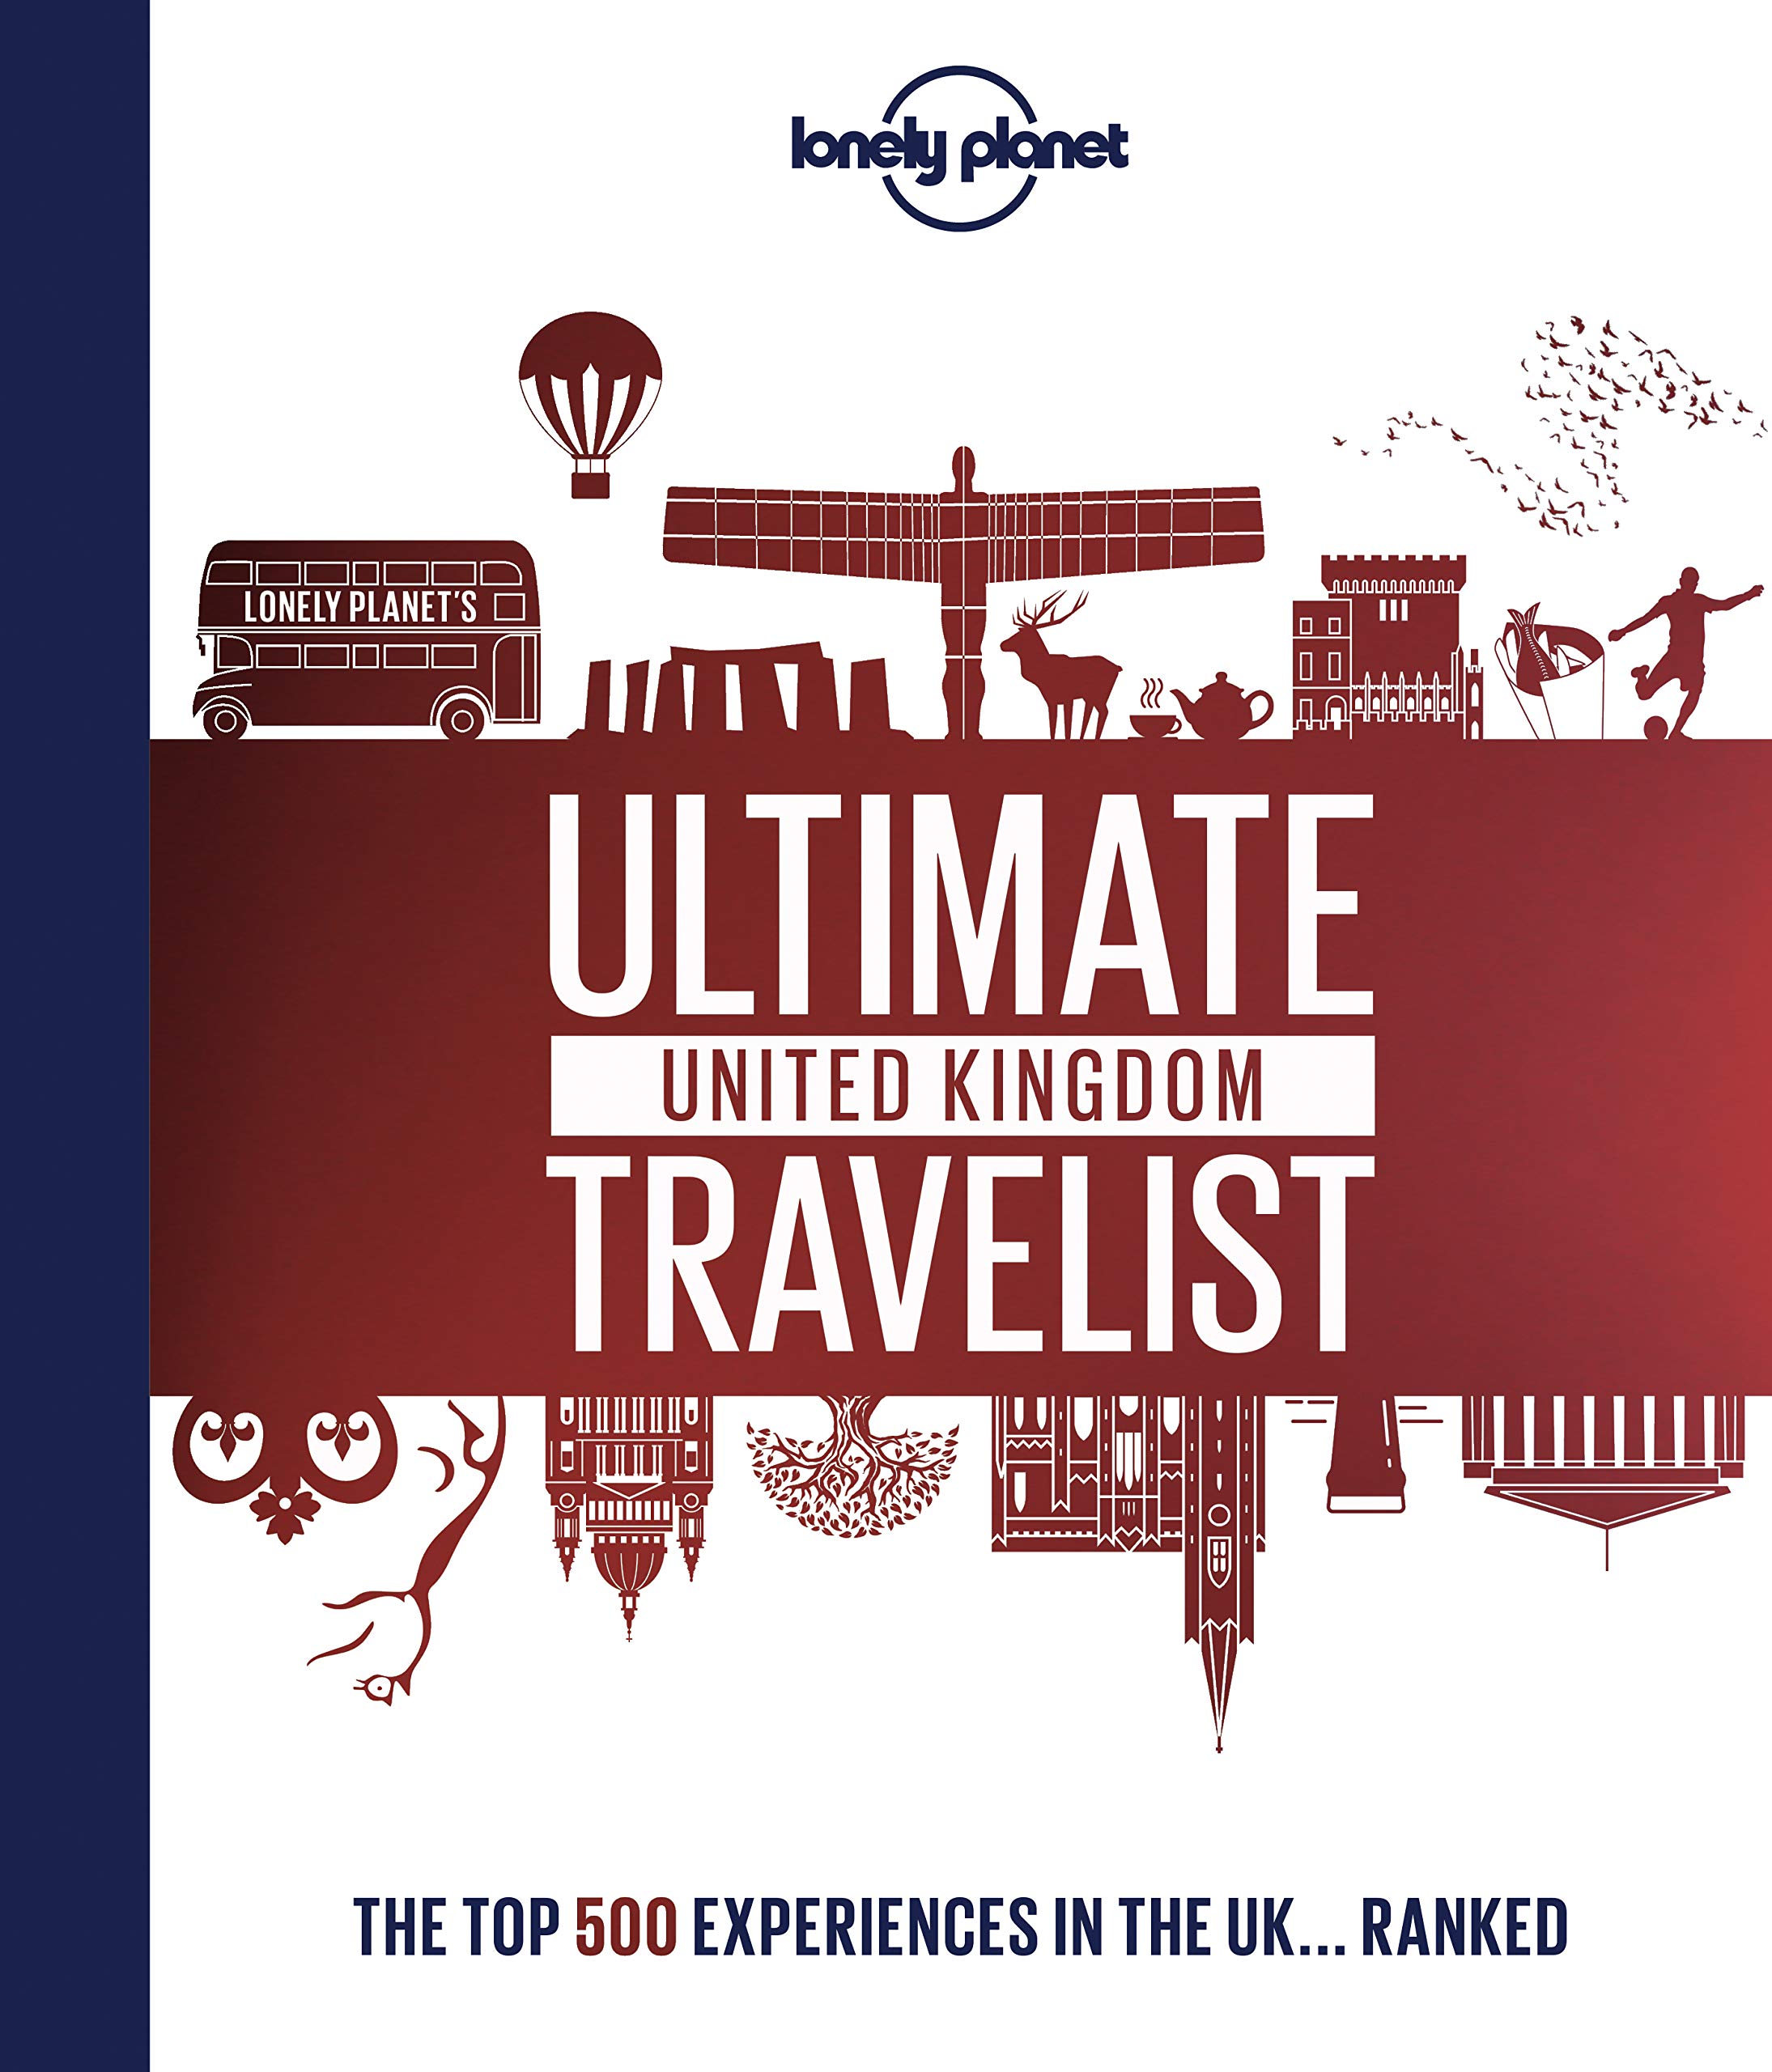 lonely planet
LONELY PLANET'S
ULTIMATE
UNITED KINGDOM
TRAVELIST
THE TOP 500 EXPERIENCES IN THE UK... RANKED